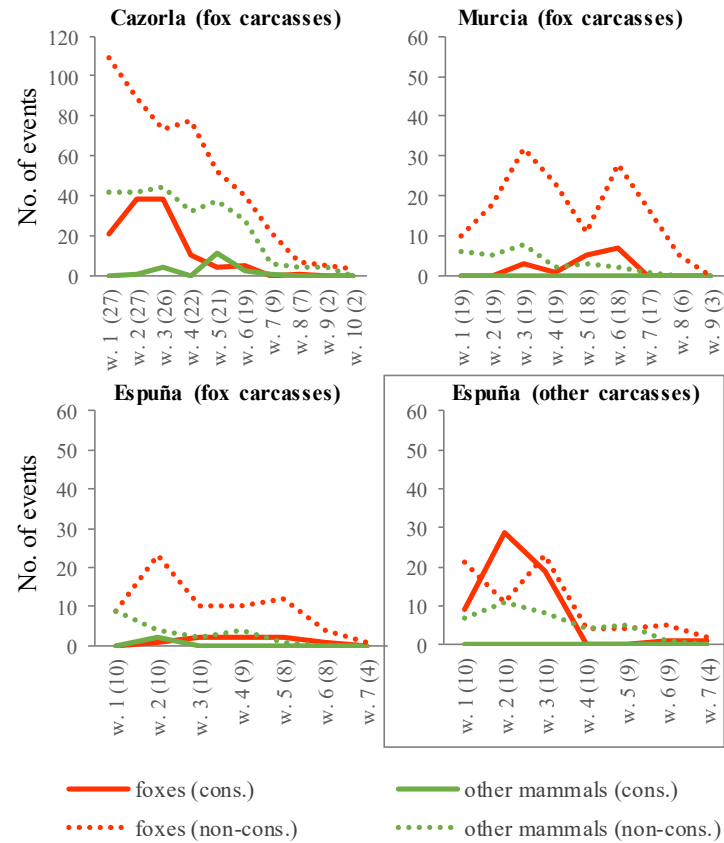 Cazorla (fox carcasses)
No. of events
120
100
80
60
40
20
0
w. 1 (27)
w. 2 (27)
w. 3 (26)
w. 4 (22)
w. 5 (21)
w. 6 (19)
w. 7 (9)
w. 8 (7)
w. 9 (2)
w. 10 (2)
Murcia (fox carcasses)
60
50
40
30
20
10
0
w. 1 (19)
w. 2 (19)
w. 3 (19)
w. 4 (19)
w. 5 (18)
w. 6 (18)
w. 7 (17)
w. 8 (6)
w. 9 (3)
Espuña (fox carcasses)
No. of events
60
50
40
30
20
10
0
w. 1 (10)
w. 2 (10)
w. 3 (10)
w. 4 (9)
w. 5 (8)
w. 6 (8)
w. 7 (4)
Espuña (other carcasses)
60
50
40
30
20
10
0
w. 1 (10)
w. 2 (10)
w. 3 (10)
w. 4 (10)
w. 5 (9)
w. 6 (9)
w. 7 (4)
foxes (cons.)
other mammals (cons.)
foxes (non-cons.)
other mammals (non-cons.)